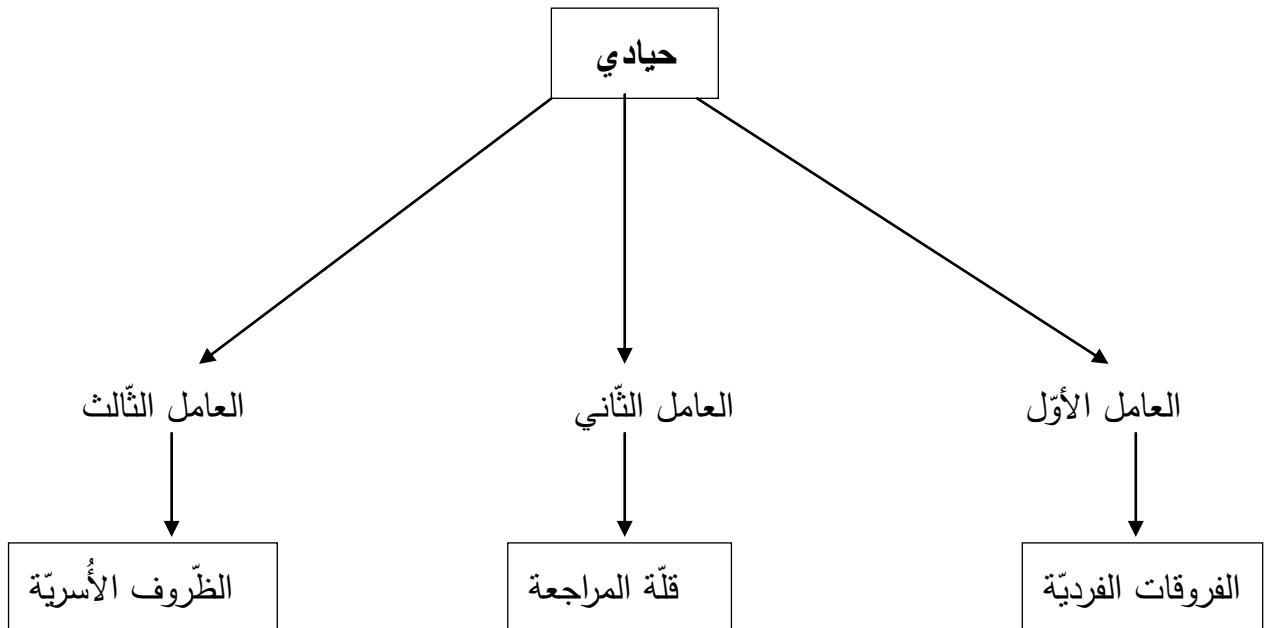 حيادي
العامل الأوّل
العامل الثّاني
العامل الثّالث
الفروقات الفرديّة
قلّة المراجعة
الظّروف الأُسريّة